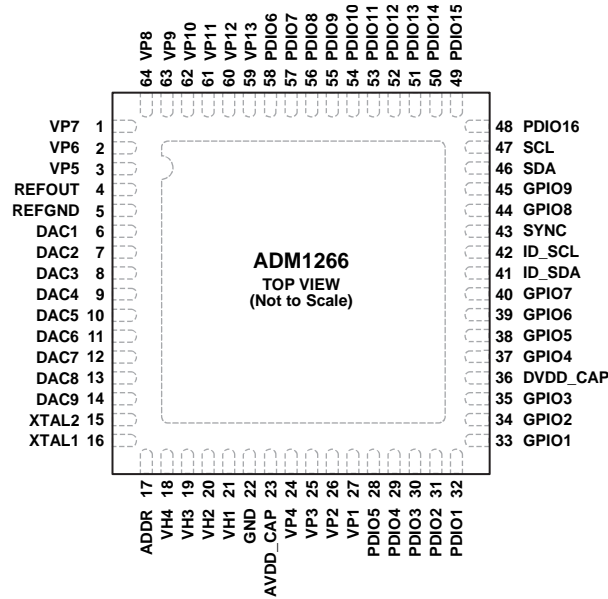 64 VP8
63 VP9
62 VP10
61 VP11
60 VP12
59 VP13
58 PDIO6
57 PDIO7
56 PDIO8
55 PDIO9
54 PDIO10
53 PDIO11
52 PDIO12
51 PDIO13
50 PDIO14
49 PDIO15
VP7 1
VP6 2
VP5 3
REFOUT 4
REFGND 5
DAC1 6
DAC2 7
DAC3 8
DAC4 9
DAC5 10
DAC6 11
DAC7 12
DAC8 13
DAC9 14
XTAL2 15
XTAL1 16
ADM1266
TOP VIEW
(Not to Scale)
48 PDIO16
47 SCL
46 SDA
45 GPIO9
44 GPIO8
43 SYNC
42 ID_SCL
41 ID_SDA
40 GPIO7
39 GPIO6
38 GPIO5
37 GPIO4
36 DVDD_CAP
35 GPIO3
34 GPIO2
33 GPIO1
ADDR 17
VH4 18
VH3 19
VH2 20
VH1 21
GND 22
AVDD_CAP 23
VP4 24
VP3 25
VP2 26
VP1 27
PDIO5 28
PDIO4 29
PDIO3 30
PDIO2 31
PDIO1 32